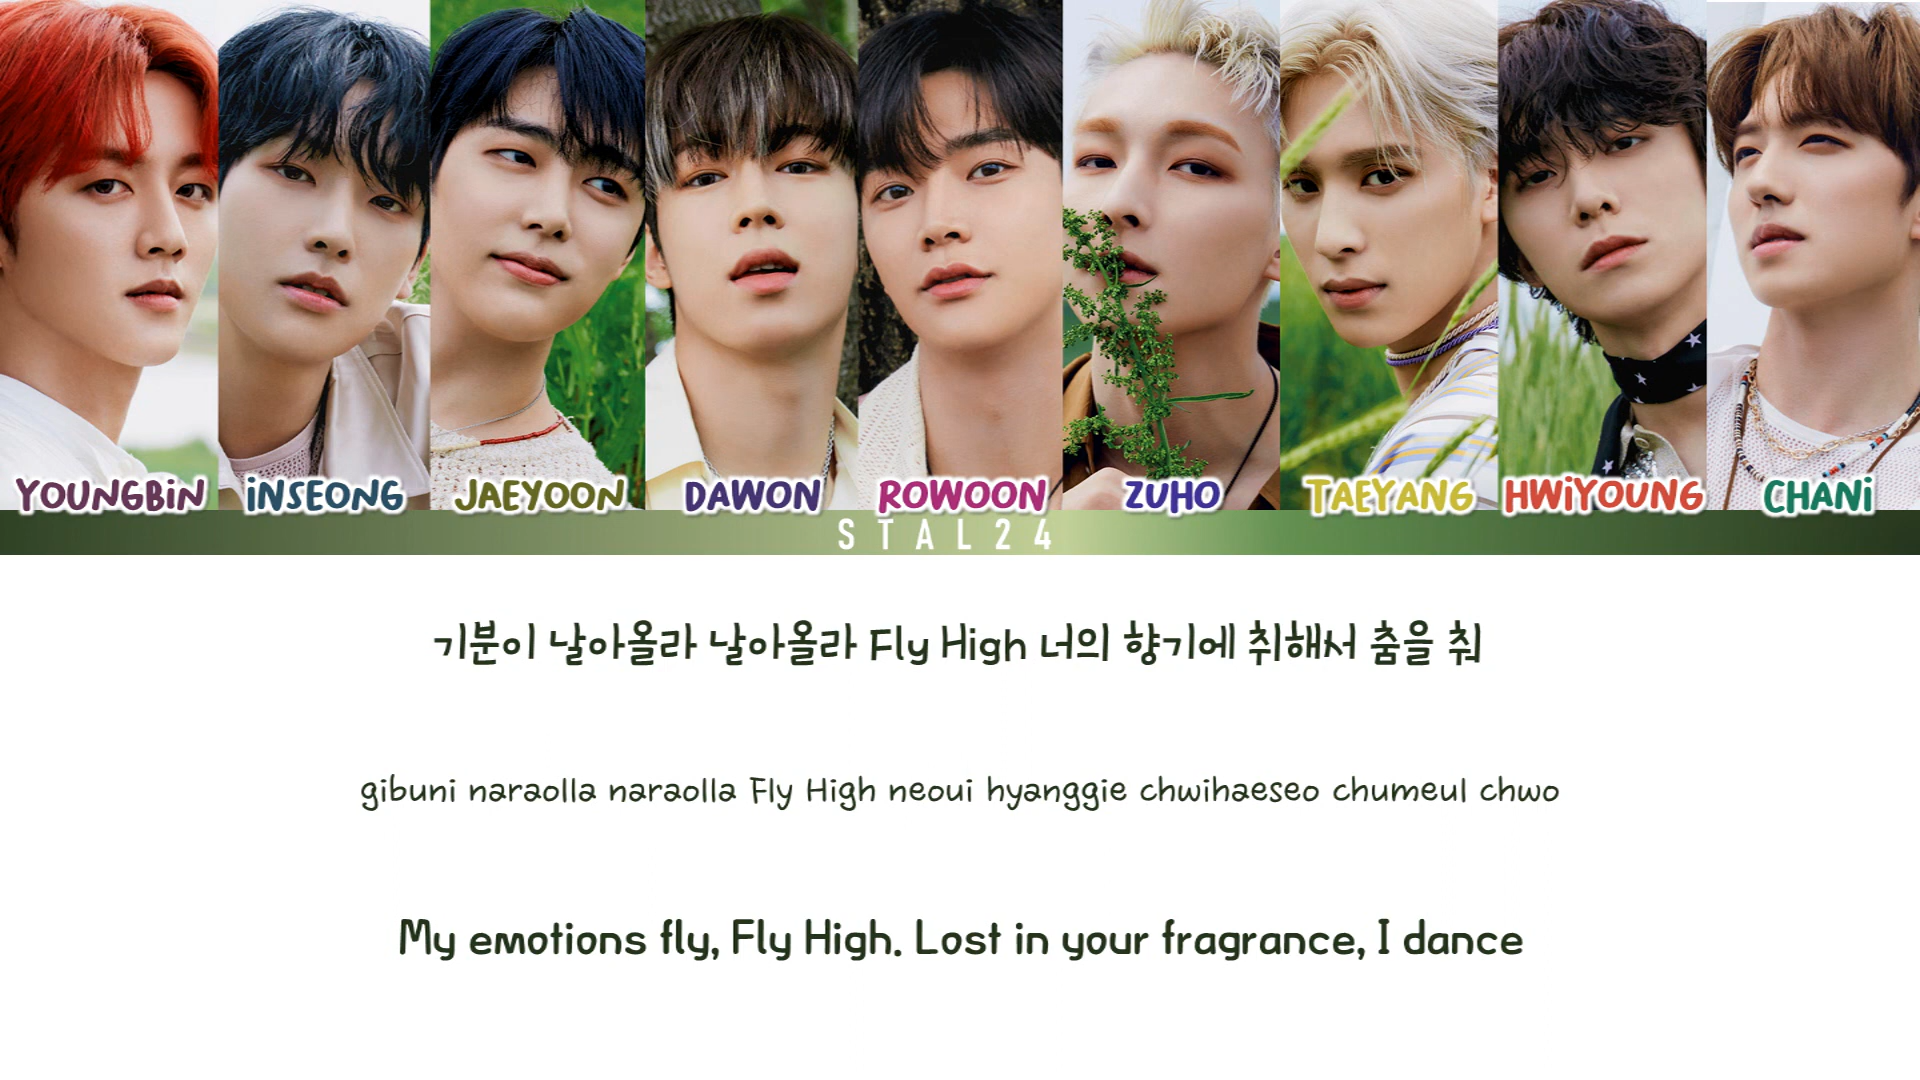 YOUNGBiN iNSEONG JAEYOON DAWON ROWOON ZUHO TAEYANG HWiYOUNG CHANi
STAL24
기분이 날아올라 날아올라 Fly High 너의 향기에 취해서 춤을 춰
gibuni naraolla naraolla Fly High neoui hyanggie chwihaeseo chumeul chwo
My emotions fly, Fly High. Lost in your fragrance, I dance